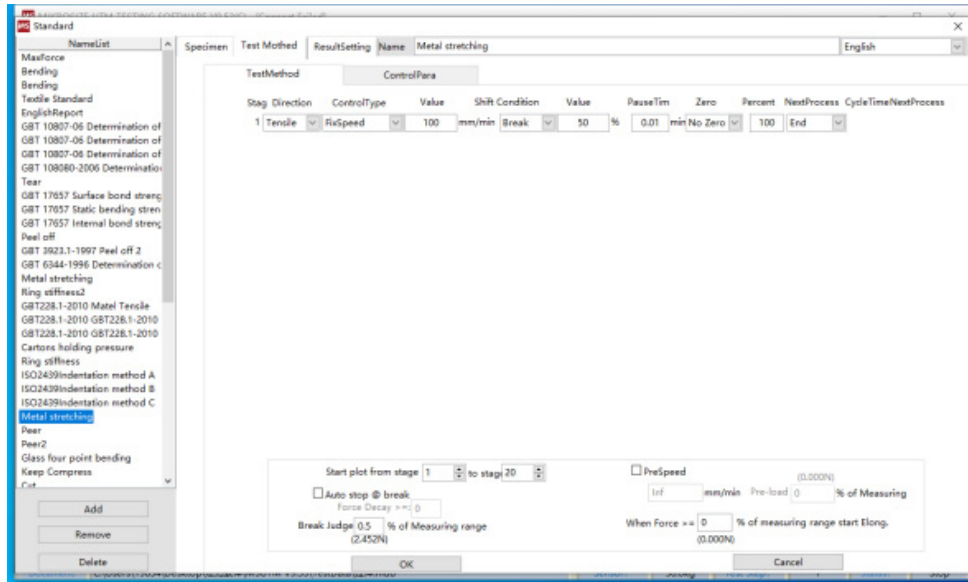 Standard
NameList
MaxForce
Bending
Bending
Textile Standard
EnglishReport
GBT 10807-06 Determination of
GBT 10807-06 Determination of
GBT 10807-06 Determination of
GBT 108080-2006 Determination
Tear
GBT 17657 Surface bond streng
GBT 17657 Static bending stren
GBT 17657 Internal bond streng
Peel off
GBT 3923.1-1997 Peel off 2
GBT 6344-1996 Determination c
Metal stretching
Ring stiffness2
GBT228.1-2010 Matel Tensile
GBT228.1-2010 GBT228.1-2010
GBT228.1-2010 GBT228.1-2010
Cartons holding pressure
Ring stiffness
ISO2439Indentation method A
ISO2439Indentation method B
ISO2439Indentation method C
Metal stretching
Peer
Peer2
Glass four point bending
Keep Compress
Cut
Add
Remove
Delete
Specimen Test Mothed ResultSetting Name Metal stretching English
TestMethod ControlPara
Stag Direction ControlType Value Shift Condition Value PauseTim Zero Percent NextProcess CycleTimeNextProcess
1 Tensile FixSpeed 100 mm/min Break 50 % 0.01 min No Zero 100 End
Start plot from stage 1 to stage 20
Auto stop @ break
Force Decay >=: 0
Break Judge 0.5 % of Measuring range
(2.452N)
PreSpeed
(0.000N)
Inf mm/min Pre-load 0 % of Measuring
When Force >= 0 % of measuring range start Elong.
(0.000N)
OK Cancel